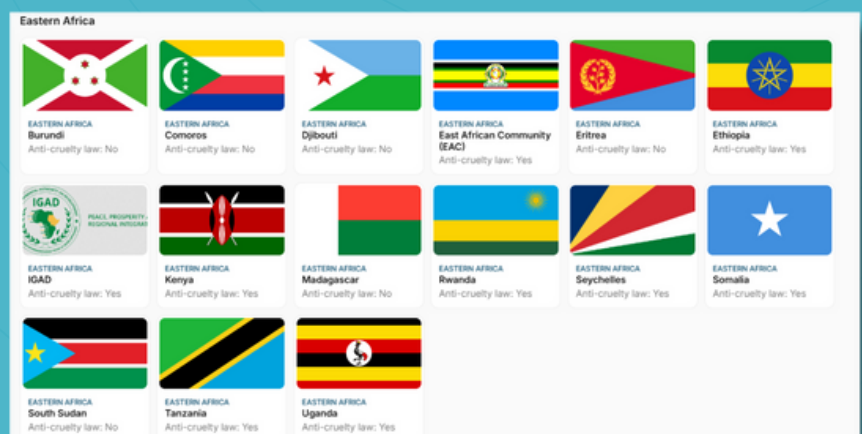 Eastern Africa
EASTERN AFRICA
Burundi
Anti-cruelty law: No
EASTERN AFRICA
Comoros
Anti-cruelty law: No
EASTERN AFRICA
Djibouti
Anti-cruelty law: No
EASTERN AFRICA
East African Community
(EAC)
Anti-cruelty law: Yes
EASTERN AFRICA
Eritrea
Anti-cruelty law: No
EASTERN AFRICA
Ethiopia
Anti-cruelty law: Yes
IGAD
PEACE, PROSPERITY
REGIONAL
EASTERN AFRICA
IGAD
Anti-cruelty law: Yes
EASTERN AFRICA
Kenya
Anti-cruelty law: Yes
EASTERN AFRICA
Madagascar
Anti-cruelty law: No
EASTERN AFRICA
Rwanda
Anti-cruelty law: Yes
EASTERN AFRICA
Seychelles
Anti-cruelty law: Yes
EASTERN AFRICA
Somalia
Anti-cruelty law: Yes
EASTERN AFRICA
South Sudan
Anti-cruelty law: No
EASTERN AFRICA
Tanzania
Anti-cruelty law: Yes
EASTERN AFRICA
Uganda
Anti-cruelty law: Yes